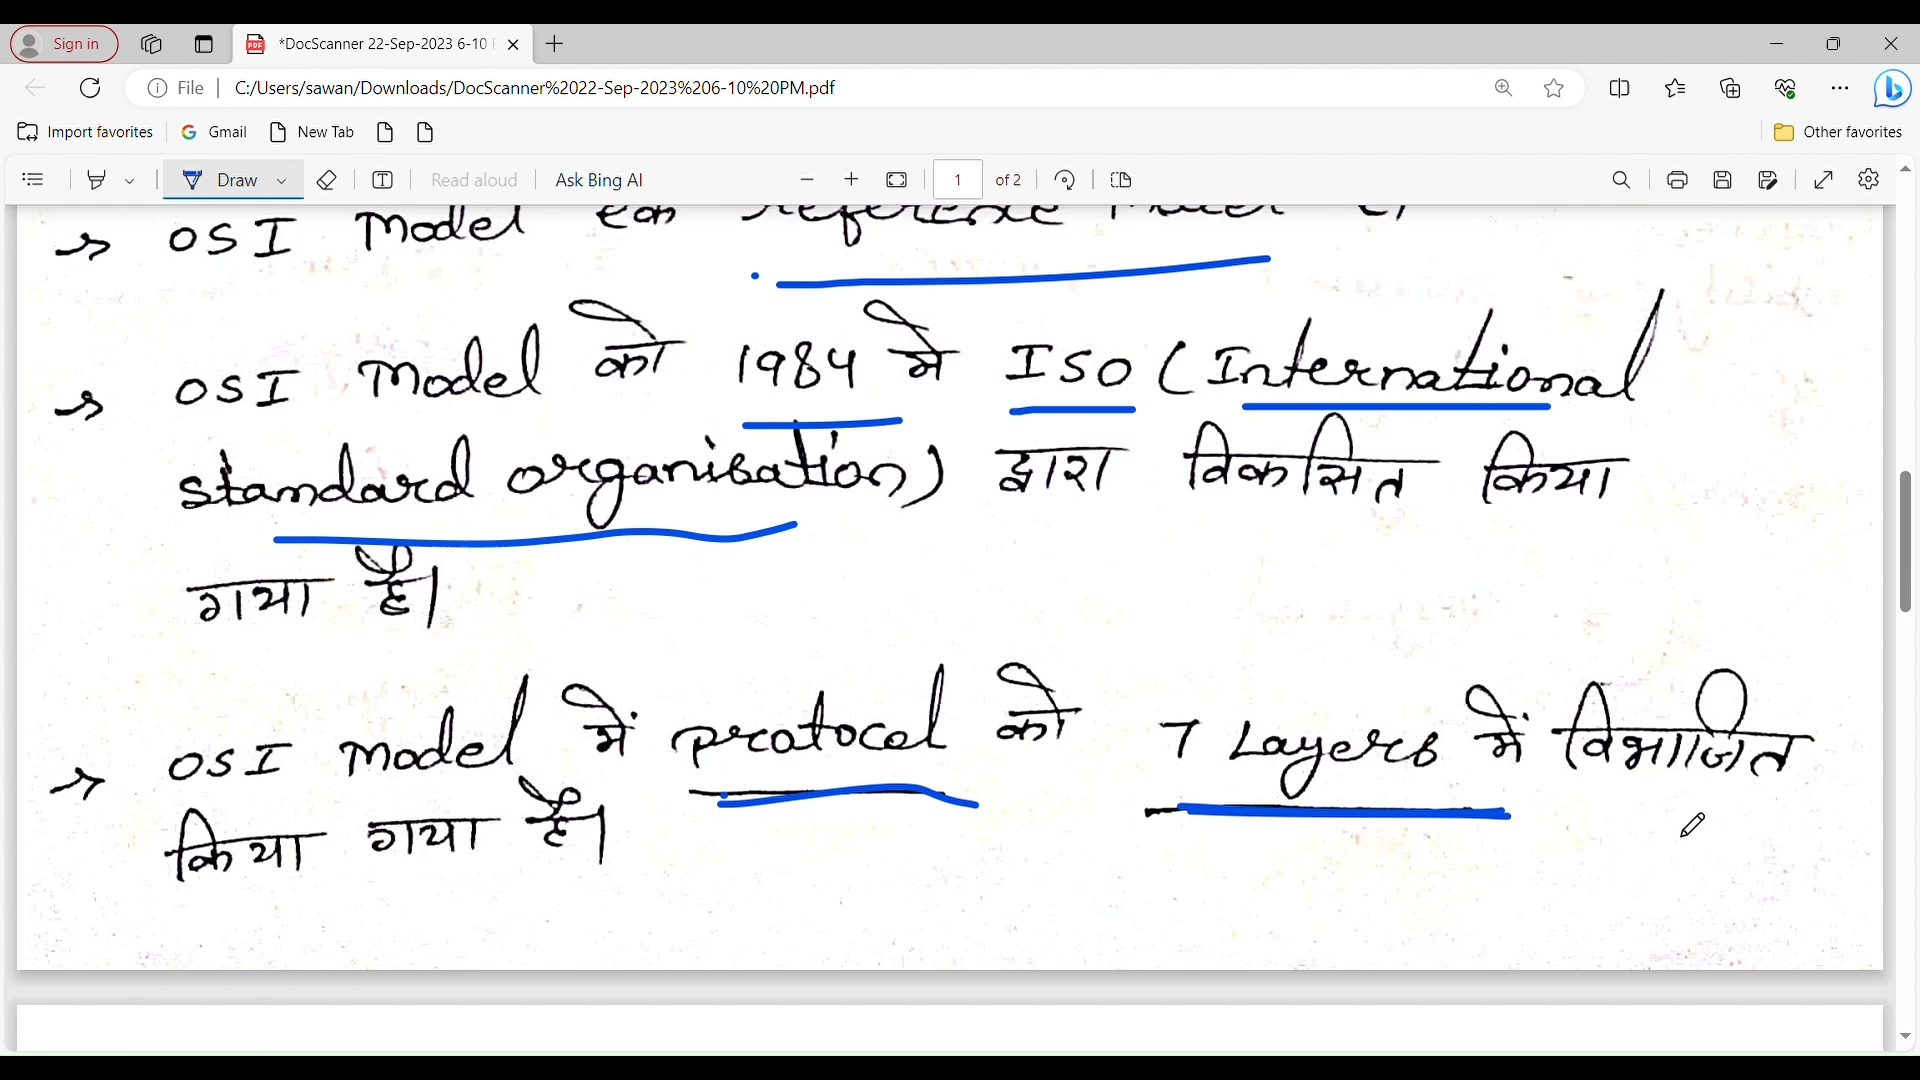 Sign in
*DocScanner 22-Sep-2023 6-10
File
C:/Users/sawan/Downloads/DocScanner%2022-Sep-2023%206-10%20PM.pdf
Import favorites
Gmail
New Tab
Other favorites
Draw
Read aloud
Ask Bing AI
1 of 2
OSI Model एक reference Model है।
OSI Model को 1984 मे ISO (International
standard organisation) द्वारा विकसित किया
गया है।
OSI Model में protocol को 7 Layers में विभाजित
किया गया है।